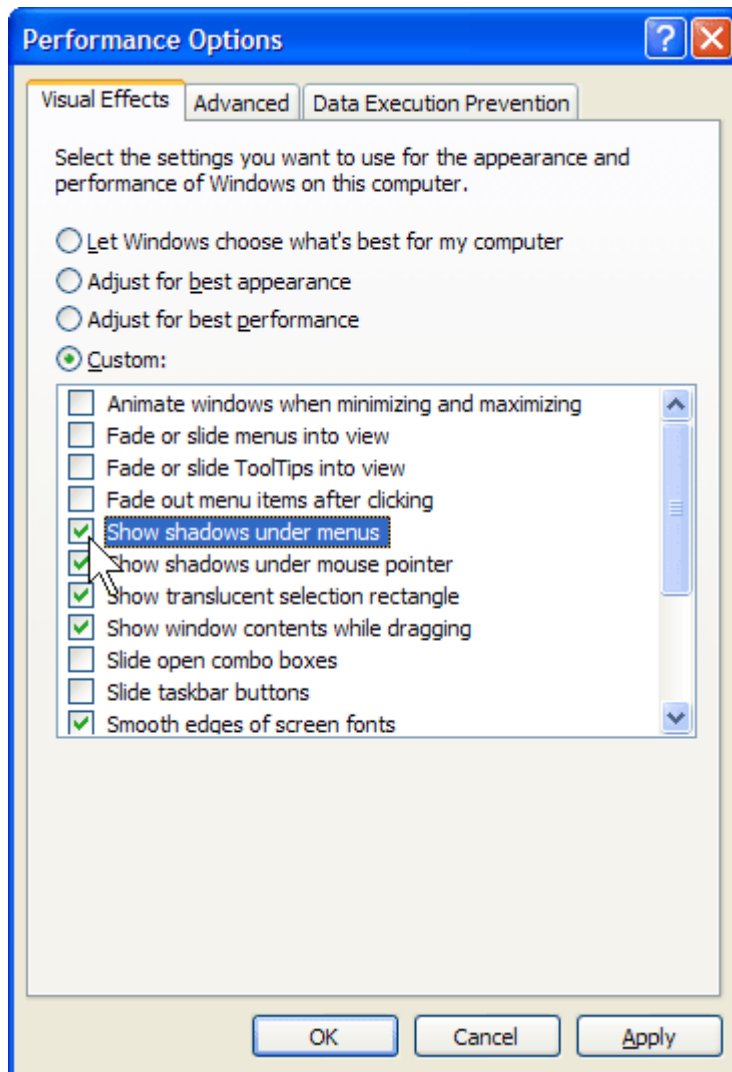 Performance Options
Visual Effects
Advanced
Data Execution Prevention
Select the settings you want to use for the appearance and
performance of Windows on this computer.
Let Windows choose what's best for my computer
Adjust for best appearance
Adjust for best performance
Custom:
Animate windows when minimizing and maximizing
Fade or slide menus into view
Fade or slide ToolTips into view
Fade out menu items after clicking
Show shadows under menus
Show shadows under mouse pointer
Show translucent selection rectangle
Show window contents while dragging
Slide open combo boxes
Slide taskbar buttons
Smooth edges of screen fonts
OK
Cancel
Apply